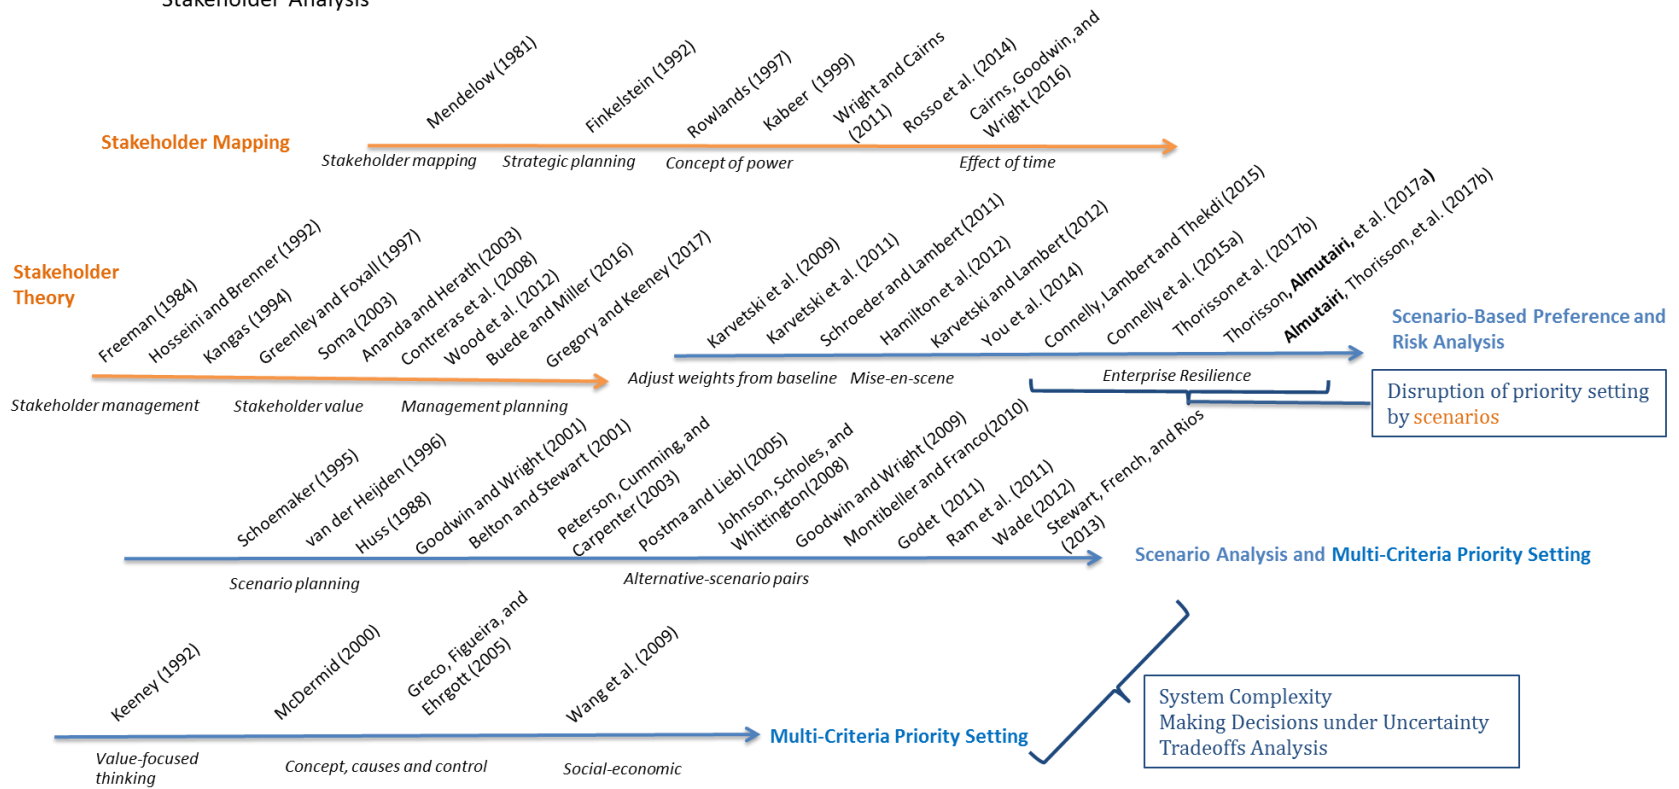 Stakeholder Analysis
Mendelow (1981)
Finkelstein (1992)
Rowlands (1997)
Kabeer (1999)
Wright and Cairns
(2011)
Rosso et al. (2014)
Cairns, Goodwin, and
Wright (2016)
Stakeholder Mapping
Stakeholder mapping
Strategic planning
Concept of power
Effect of time
Stakeholder
Theory
Freeman (1984)
Hosseini and Brenner (1992)
Kangas (1994)
Greenley and Foxall (1997)
Soma (2003)
Ananda and Herath (2003)
Contreras et al. (2008)
Wood et al. (2012)
Buede and Miller (2016)
Gregory and Keeney (2017)
Stakeholder management
Stakeholder value
Management planning
Karvetski et al. (2009)
Karvetski et al. (2011)
Schroeder and Lambert (2011)
Hamilton et al. (2012)
Karvetski and Lambert (2012)
You et al. (2014)
Connelly, Lambert and Thekdi (2015)
Connelly et al. (2015a)
Thorisson et al. (2017b)
Thorisson, Almutairi, et al. (2017a)
Almutairi, Thorisson, et al. (2017b)
Scenario-Based Preference and
Risk Analysis
Adjust weights from baseline
Mise-en-scene
Enterprise Resilience
Disruption of priority setting
by scenarios
Schoemaker (1995)
van der Heijden (1996)
Huss (1988)
Goodwin and Wright (2001)
Belton and Stewart (2001)
Peterson, Cumming, and
Carpenter (2003)
Postma and Liebl (2005)
Johnson, Scholes, and
Whittington(2008)
Goodwin and Wright (2009)
Montibeller and Franco(2010)
Godet (2011)
Ram et al. (2011)
Wade (2012)
Stewart, French, and Rios
(2013)
Scenario Analysis and Multi-Criteria Priority Setting
Scenario planning
Alternative-scenario pairs
Keeney (1992)
McDermid (2000)
Greco, Figueira, and
Ehrgott (2005)
Wang et al. (2009)
Multi-Criteria Priority Setting
Value-focused
thinking
Concept, causes and control
Social-economic
System Complexity
Making Decisions under Uncertainty
Tradeoffs Analysis